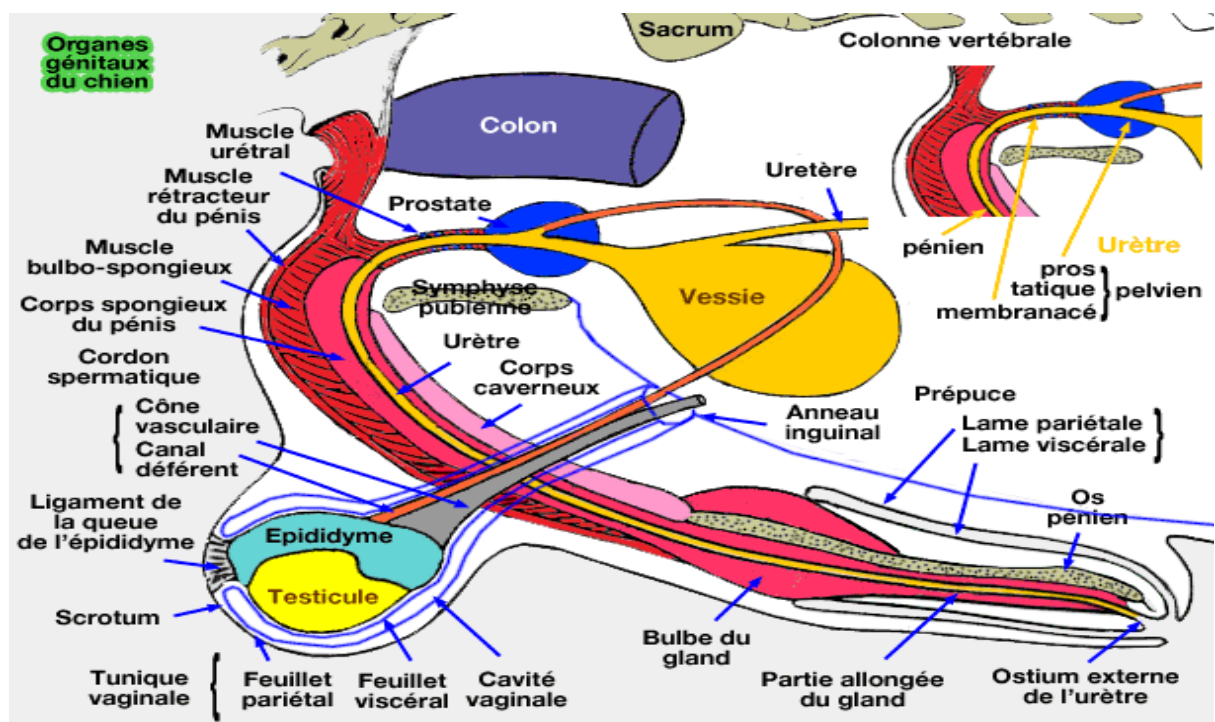 Organes
génitaux
du chien
Sacrum
Colonne vertébrale
Colon
Muscle
urétral
Muscle
rétracteur
du pénis
Muscle
bulbo-spongieux
Corps spongieux
du pénis
Cordon
spermatique
Cône
vasculaire
Canal
déférent
Ligament de
la queue
de l'épididyme
Scrotum
Tunique
vaginale
Feuillet
pariétal
Feuillet
viscéral
Cavité
vaginale
Prostate
Symphyse
pubienne
Urètre
Corps
caverneux
Epididyme
Testicule
Uretère
Vessie
Anneau
inguinal
pénien
Urètre
pros
tatique
membranacé
pelvien
Prépuce
Lame pariétale
Lame viscérale
Os
pénien
Bulbe du
gland
Partie allongée
du gland
Ostium externe
de l'urètre